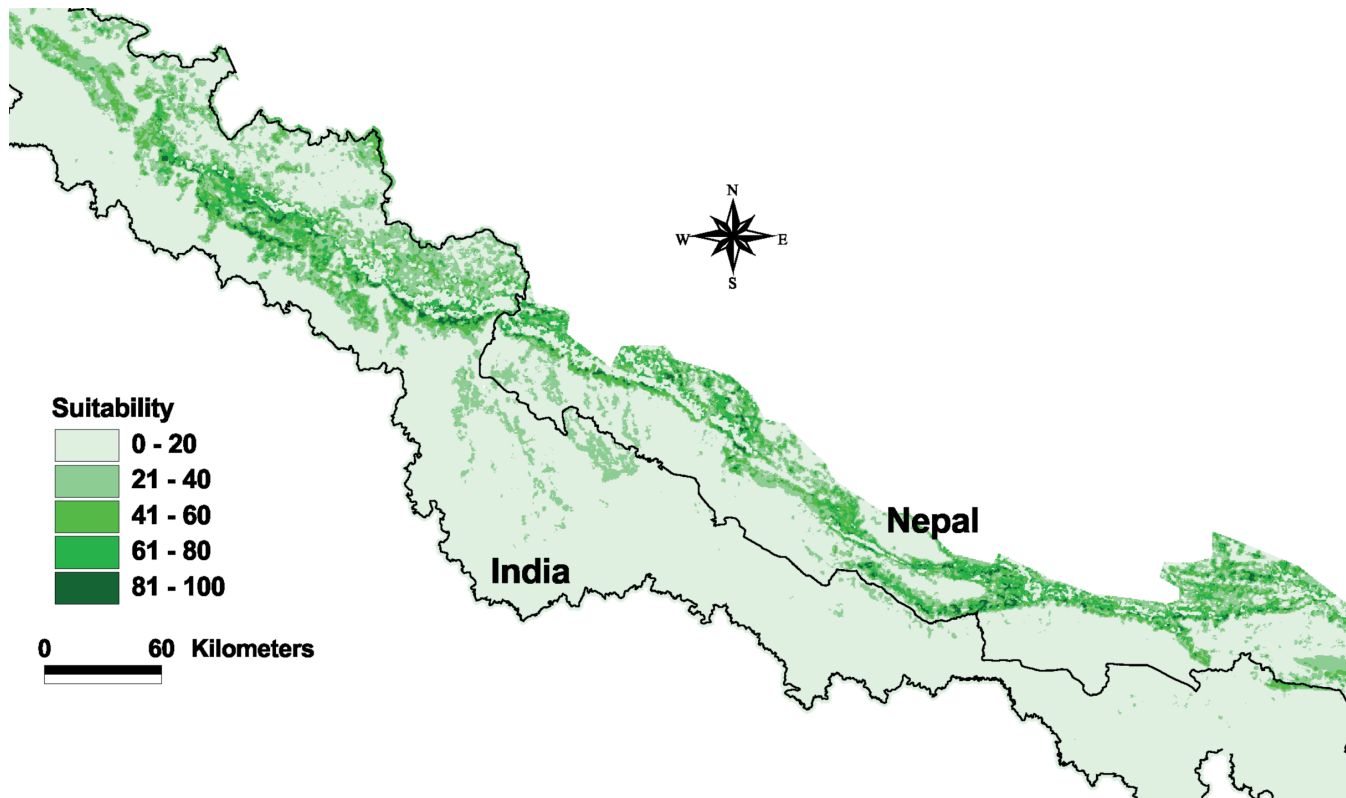 N
W E
S
Suitability
0 - 20
21 - 40
41 - 60
61 - 80
81 - 100
Nepal
India
0 60 Kilometers